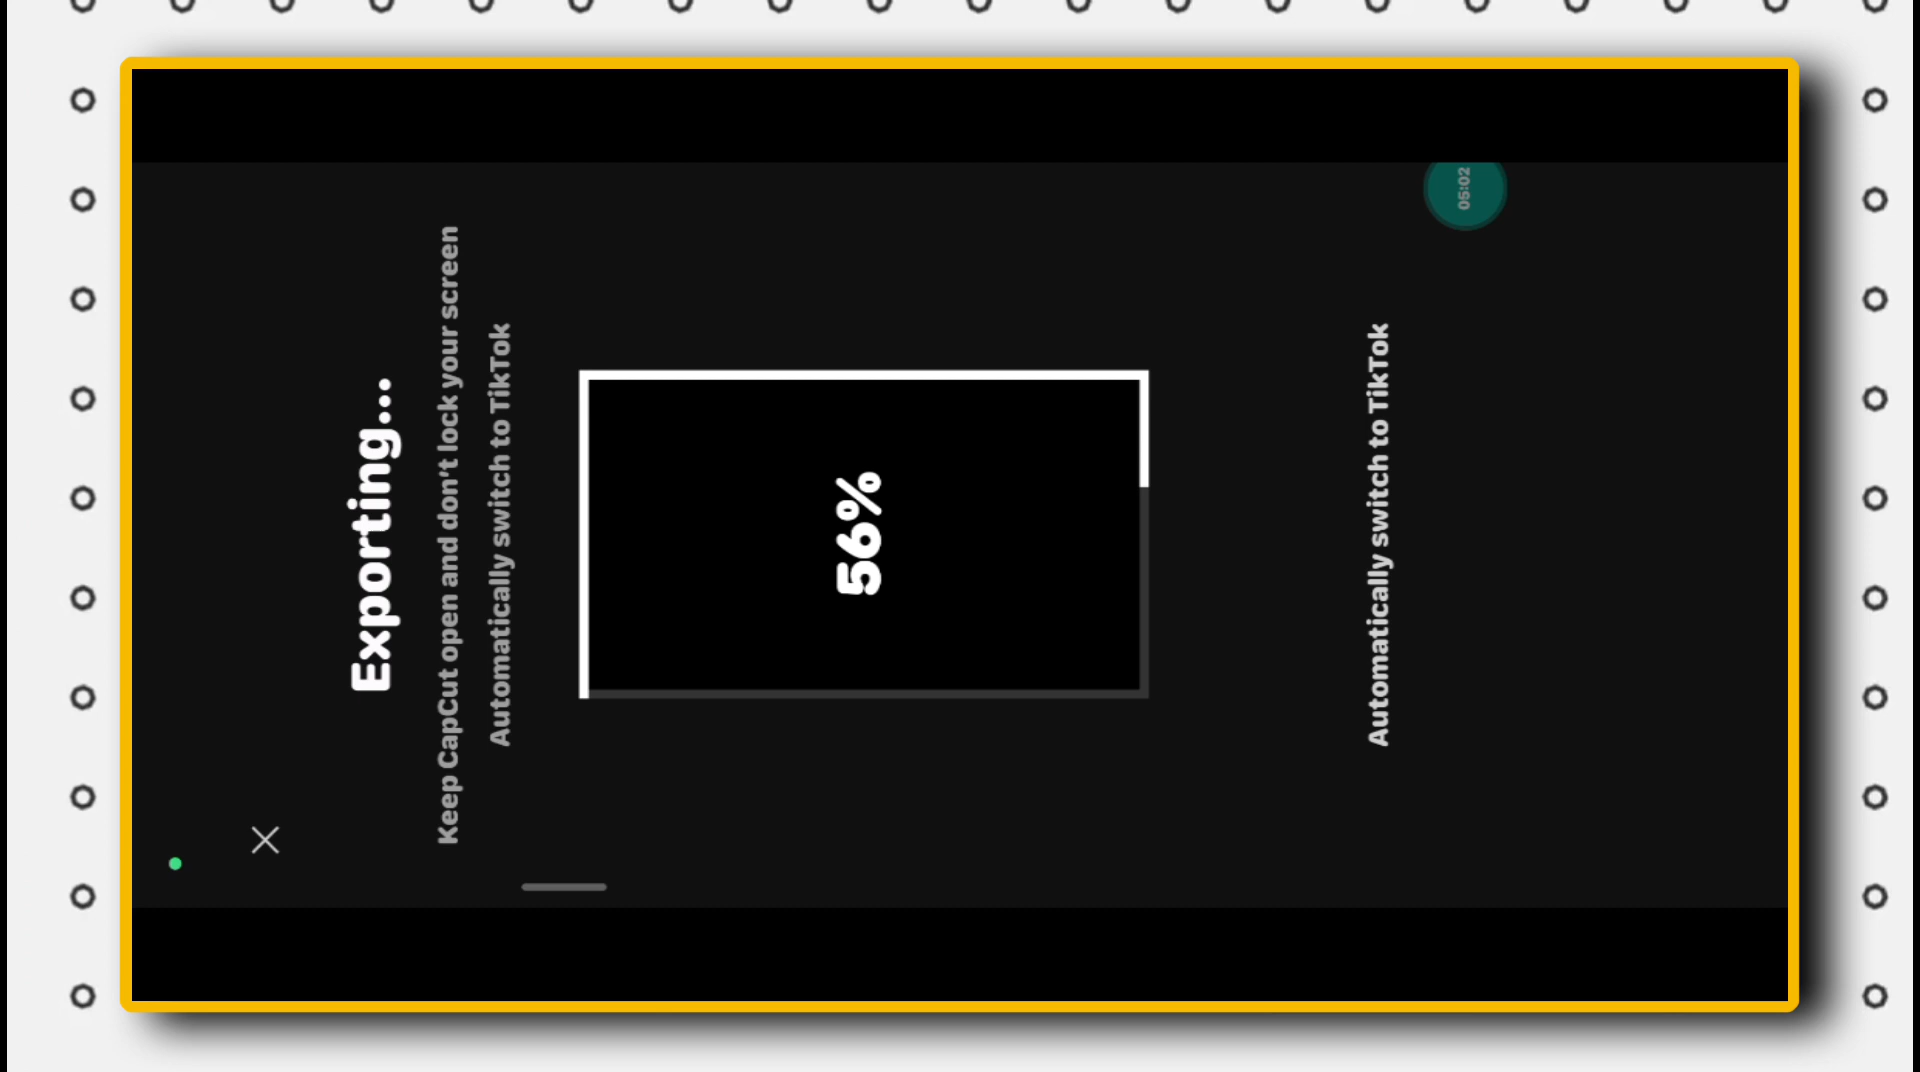 Exporting...
Keep CapCut open and don't lock your screen
Automatically switch to TikTok
56%
Automatically switch to TikTok
05:02